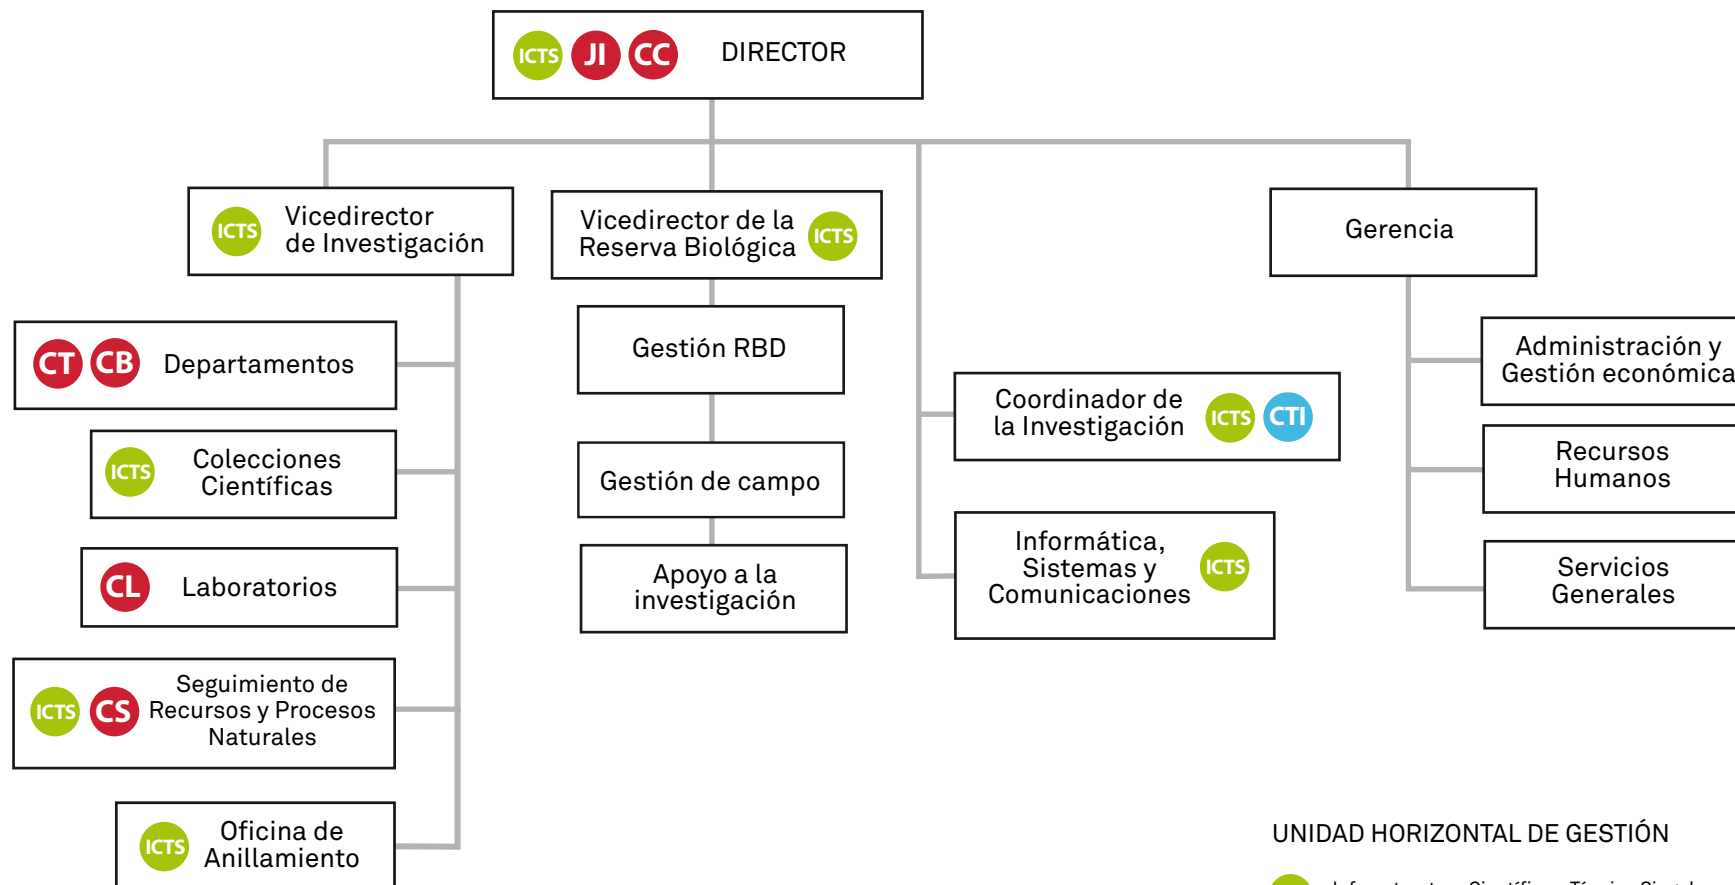 ICTS JI CC DIRECTOR
ICTS Vicedirector
de Investigación
Vicedirector de la
Reserva Biológica ICTS
Gerencia
CT CB Departamentos
ICTS Colecciones
Científicas
CL Laboratorios
ICTS CS Seguimiento de
Recursos y Procesos
Naturales
ICTS Oficina de
Anillamiento
Gestión RBD
Gestión de campo
Apoyo a la
investigación
Coordinador de
la Investigación ICTS CTI
Informática,
Sistemas y
Comunicaciones ICTS
Administración y
Gestión económica
Recursos
Humanos
Servicios
Generales
UNIDAD HORIZONTAL DE GESTIÓN